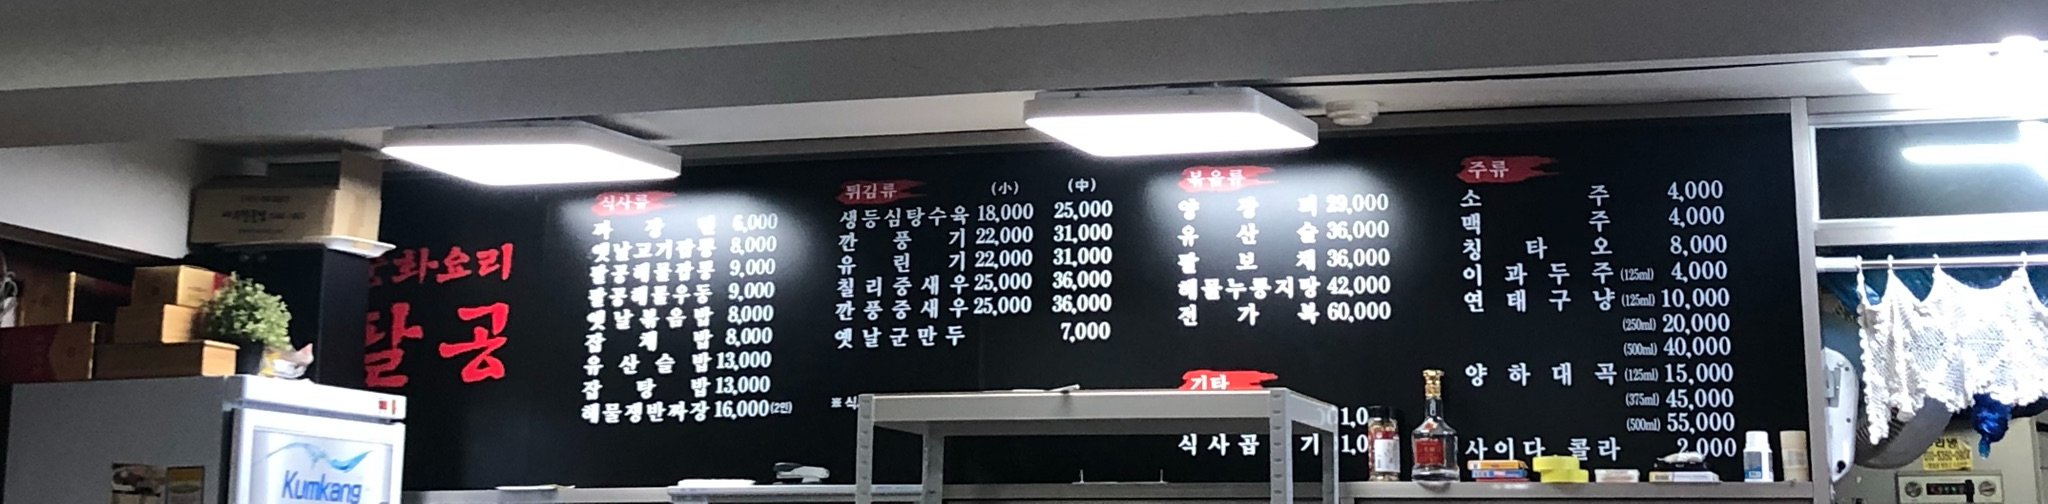 중화요리
팔공
식사류
짜장면 6,000
옛날고기짬뽕 8,000
팔공해물짬뽕 9,000
팔공해물우동 9,000
옛날볶음밥 8,000
잡채밥 8,000
유산슬밥 13,000
잡탕밥 13,000
해물쟁반짜장 16,000 (2인)
튀김류 (小) (中)
생등심탕수육 18,000 25,000
깐풍기 22,000 31,000
유린기 22,000 31,000
칠리중새우 25,000 36,000
깐풍중새우 25,000 36,000
옛날군만두 7,000
※ 식
볶음류
양장피 29,000
유산슬 36,000
팔보채 36,000
해물누룽지탕 42,000
전가복 60,000
기타
1,0
식사곱기 1,0
주류
소주 4,000
맥주 4,000
칭타오 8,000
이과두주 (125ml) 4,000
연태구냥 (125ml) 10,000
(250ml) 20,000
(500ml) 40,000
양하대곡 (125ml) 15,000
(375ml) 45,000
(500ml) 55,000
사이다 콜라 2,000
Kumkang